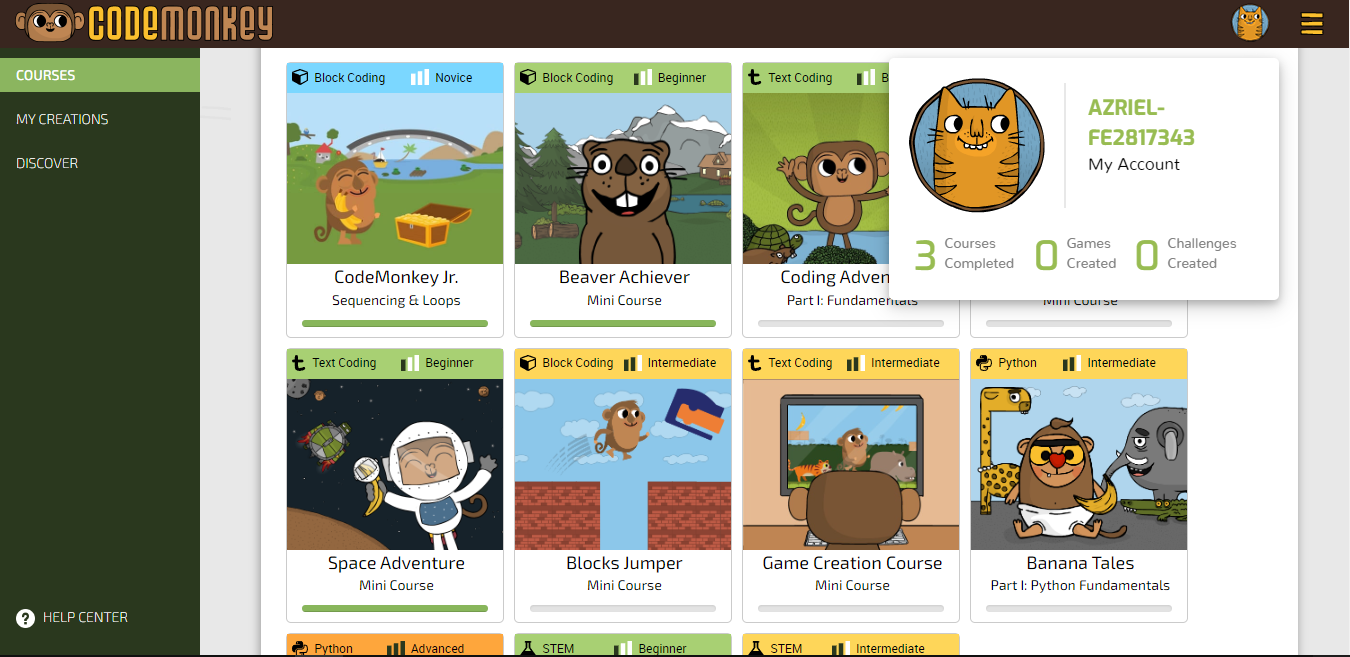 CODEMONKEY
COURSES
MY CREATIONS
DISCOVER
HELP CENTER
AZRIEL-
FE2817343
My Account
3 Courses
Completed
0 Games
Created
0 Challenges
Created
Block Coding Novice
CodeMonkey Jr.
Sequencing & Loops
Block Coding Beginner
Beaver Achiever
Mini Course
Text Coding B
Coding Adven
Part I: Fundamentals
Mini Course
Text Coding Beginner
Space Adventure
Mini Course
Block Coding Intermediate
Blocks Jumper
Mini Course
Text Coding Intermediate
Game Creation Course
Mini Course
Python Intermediate
Banana Tales
Part I: Python Fundamentals
Python Advanced
STEM Beginner
STEM Intermediate